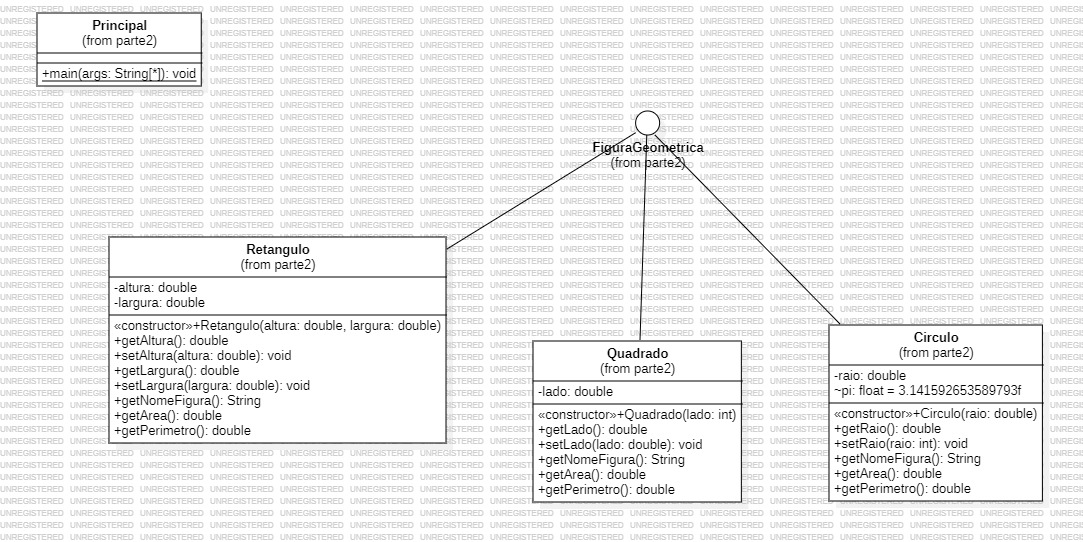 Principal
(from parte2)
+main(args: String[*]): void
FiguraGeometrica
(from parte2)
Retangulo
(from parte2)
-altura: double
-largura: double
«constructor»+Retangulo(altura: double, largura: double)
+getAltura(): double
+setAltura(altura: double): void
+getLargura(): double
+setLargura(largura: double): void
+getNomeFigura(): String
+getArea(): double
+getPerimetro(): double
Quadrado
(from parte2)
-lado: double
«constructor»+Quadrado(lado: int)
+getLado(): double
+setLado(lado: double): void
+getNomeFigura(): String
+getArea(): double
+getPerimetro(): double
Circulo
(from parte2)
-raio: double
~pi: float = 3.141592653589793f
«constructor»+Circulo(raio: double)
+getRaio(): double
+setRaio(raio: int): void
+getNomeFigura(): String
+getArea(): double
+getPerimetro(): double
UNREGISTERED